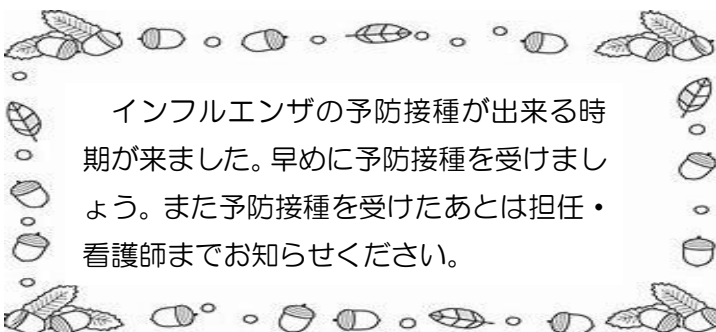 インフルエンザの予防接種が出来る時
期が来ました。早めに予防接種を受けまし
ょう。また予防接種を受けたあとは担任・
看護師までお知らせください。